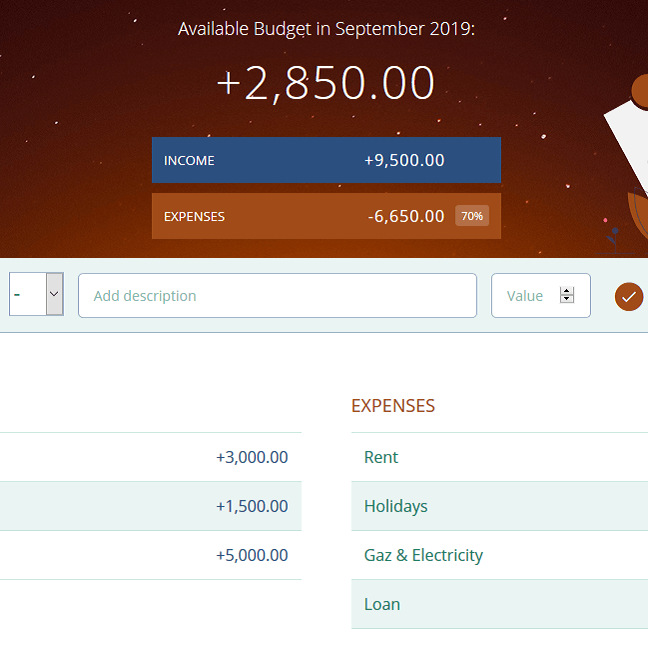 Available Budget in September 2019:
+2,850.00
INCOME +9,500.00
EXPENSES -6,650.00 70%
- Add description Value
EXPENSES
+3,000.00 Rent
+1,500.00 Holidays
+5,000.00 Gaz & Electricity
Loan